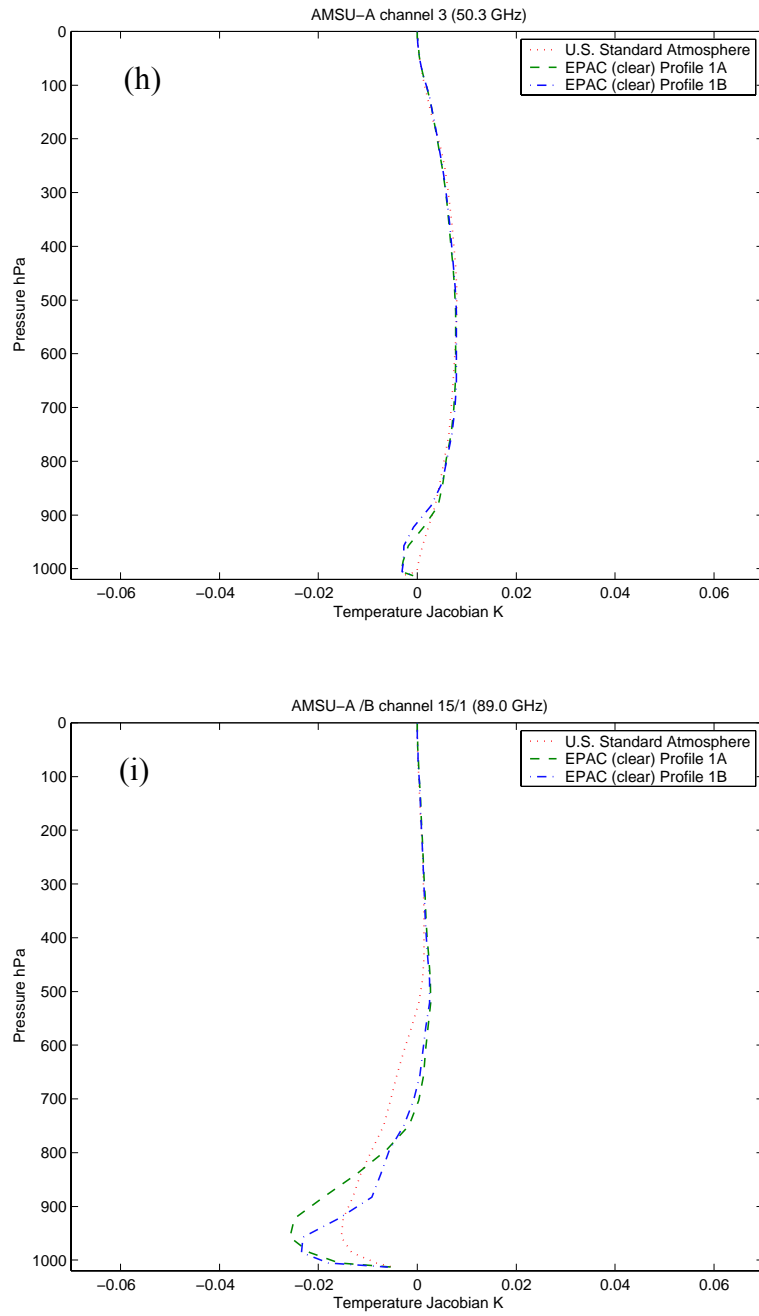 AMSU−A channel 3 (50.3 GHz)
(h)
U.S. Standard Atmosphere
EPAC (clear) Profile 1A
EPAC (clear) Profile 1B
Pressure hPa
0
100
200
300
400
500
600
700
800
900
1000
−0.06 −0.04 −0.02 0 0.02 0.04 0.06
Temperature Jacobian K
AMSU−A /B channel 15/1 (89.0 GHz)
(i)
U.S. Standard Atmosphere
EPAC (clear) Profile 1A
EPAC (clear) Profile 1B
Pressure hPa
0
100
200
300
400
500
600
700
800
900
1000
−0.06 −0.04 −0.02 0 0.02 0.04 0.06
Temperature Jacobian K